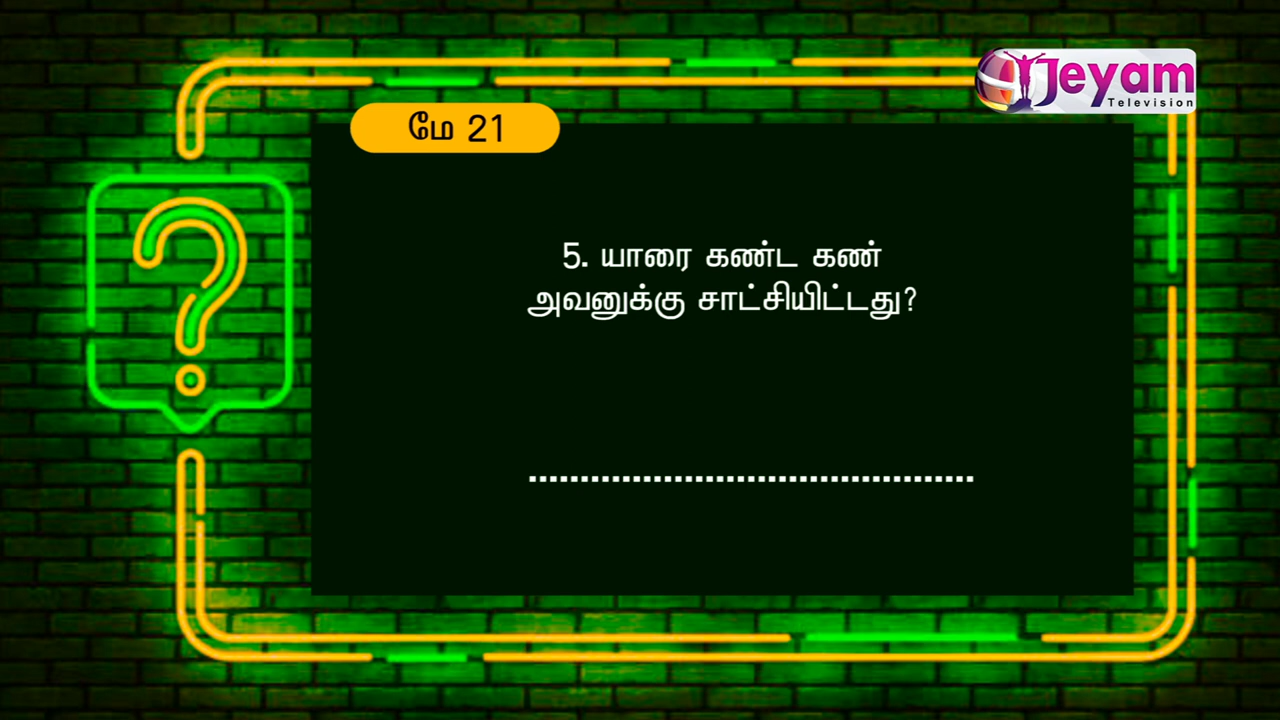 Jeyam
Television
மே 21
5. யாரை கண்ட கண்
அவனுக்கு சாட்சியிட்டது?
...........................................